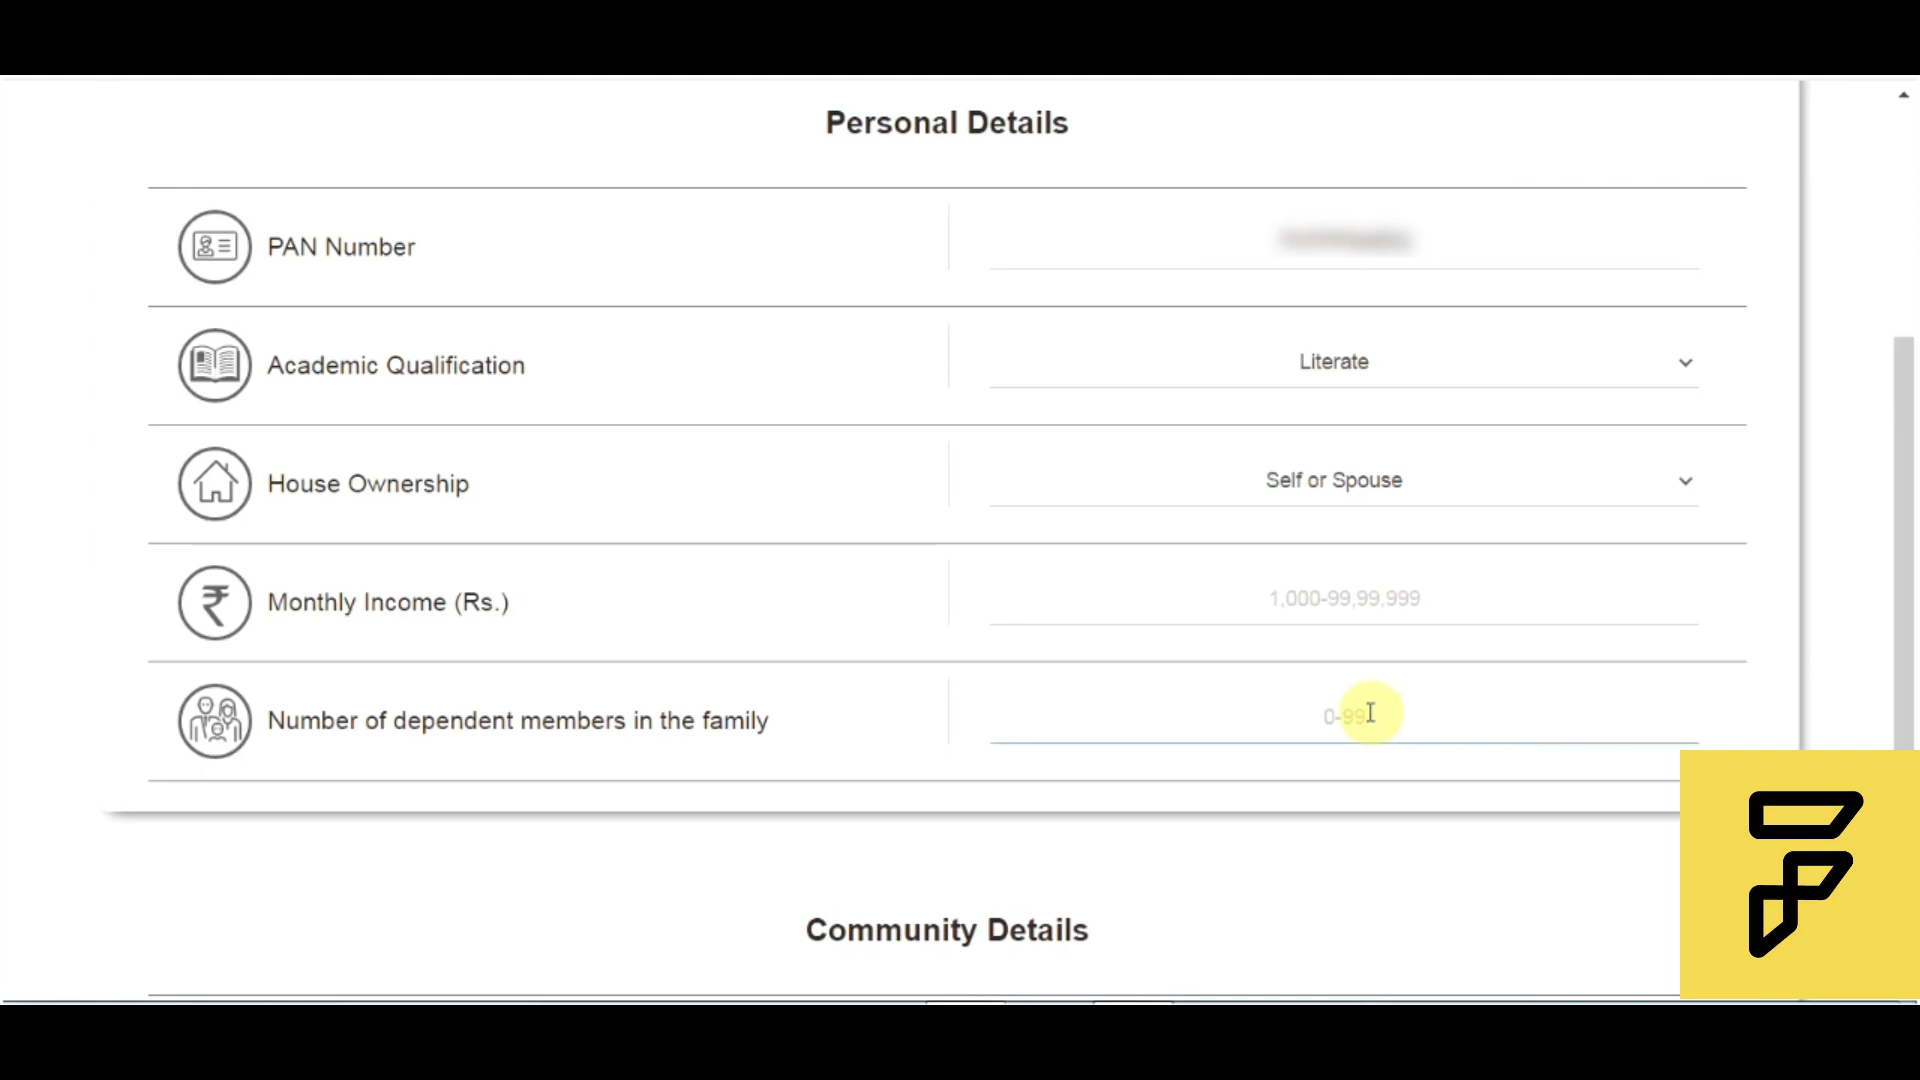 Personal Details
PAN Number
Academic Qualification Literate
House Ownership Self or Spouse
Monthly Income (Rs.) 1,000-99,99,999
Number of dependent members in the family 0-99
Community Details